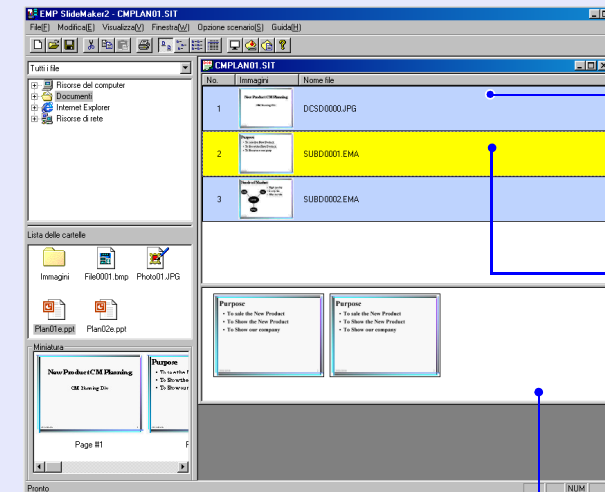 EMP SlideMaker2 - CMPLAN01.SIT
File(F) Modifica(E) Visualizza(V) Finestra(W) Opzione scenario(S) Guida(H)
Tutti i file
Risorse del computer
Documenti
Internet Explorer
Risorse di rete
CMPLAN01.SIT
No. Immagini Nome file
1 New Product CM Planning DCSD0000.JPG
2 Purpose SUBD0001.EMA
3 SUBD0002.EMA
Lista delle cartelle
Immagini File0001.bmp Photo01.JPG
Plan01e.ppt Plan02e.ppt
Miniatura
New Product CM Planning
Page #1
Purpose
Purpose
• To sale the New Product
• To Show the New Product
• To Show our company
Purpose
• To sale the New Product
• To Show the New Product
• To Show our company
Pronto
NUM